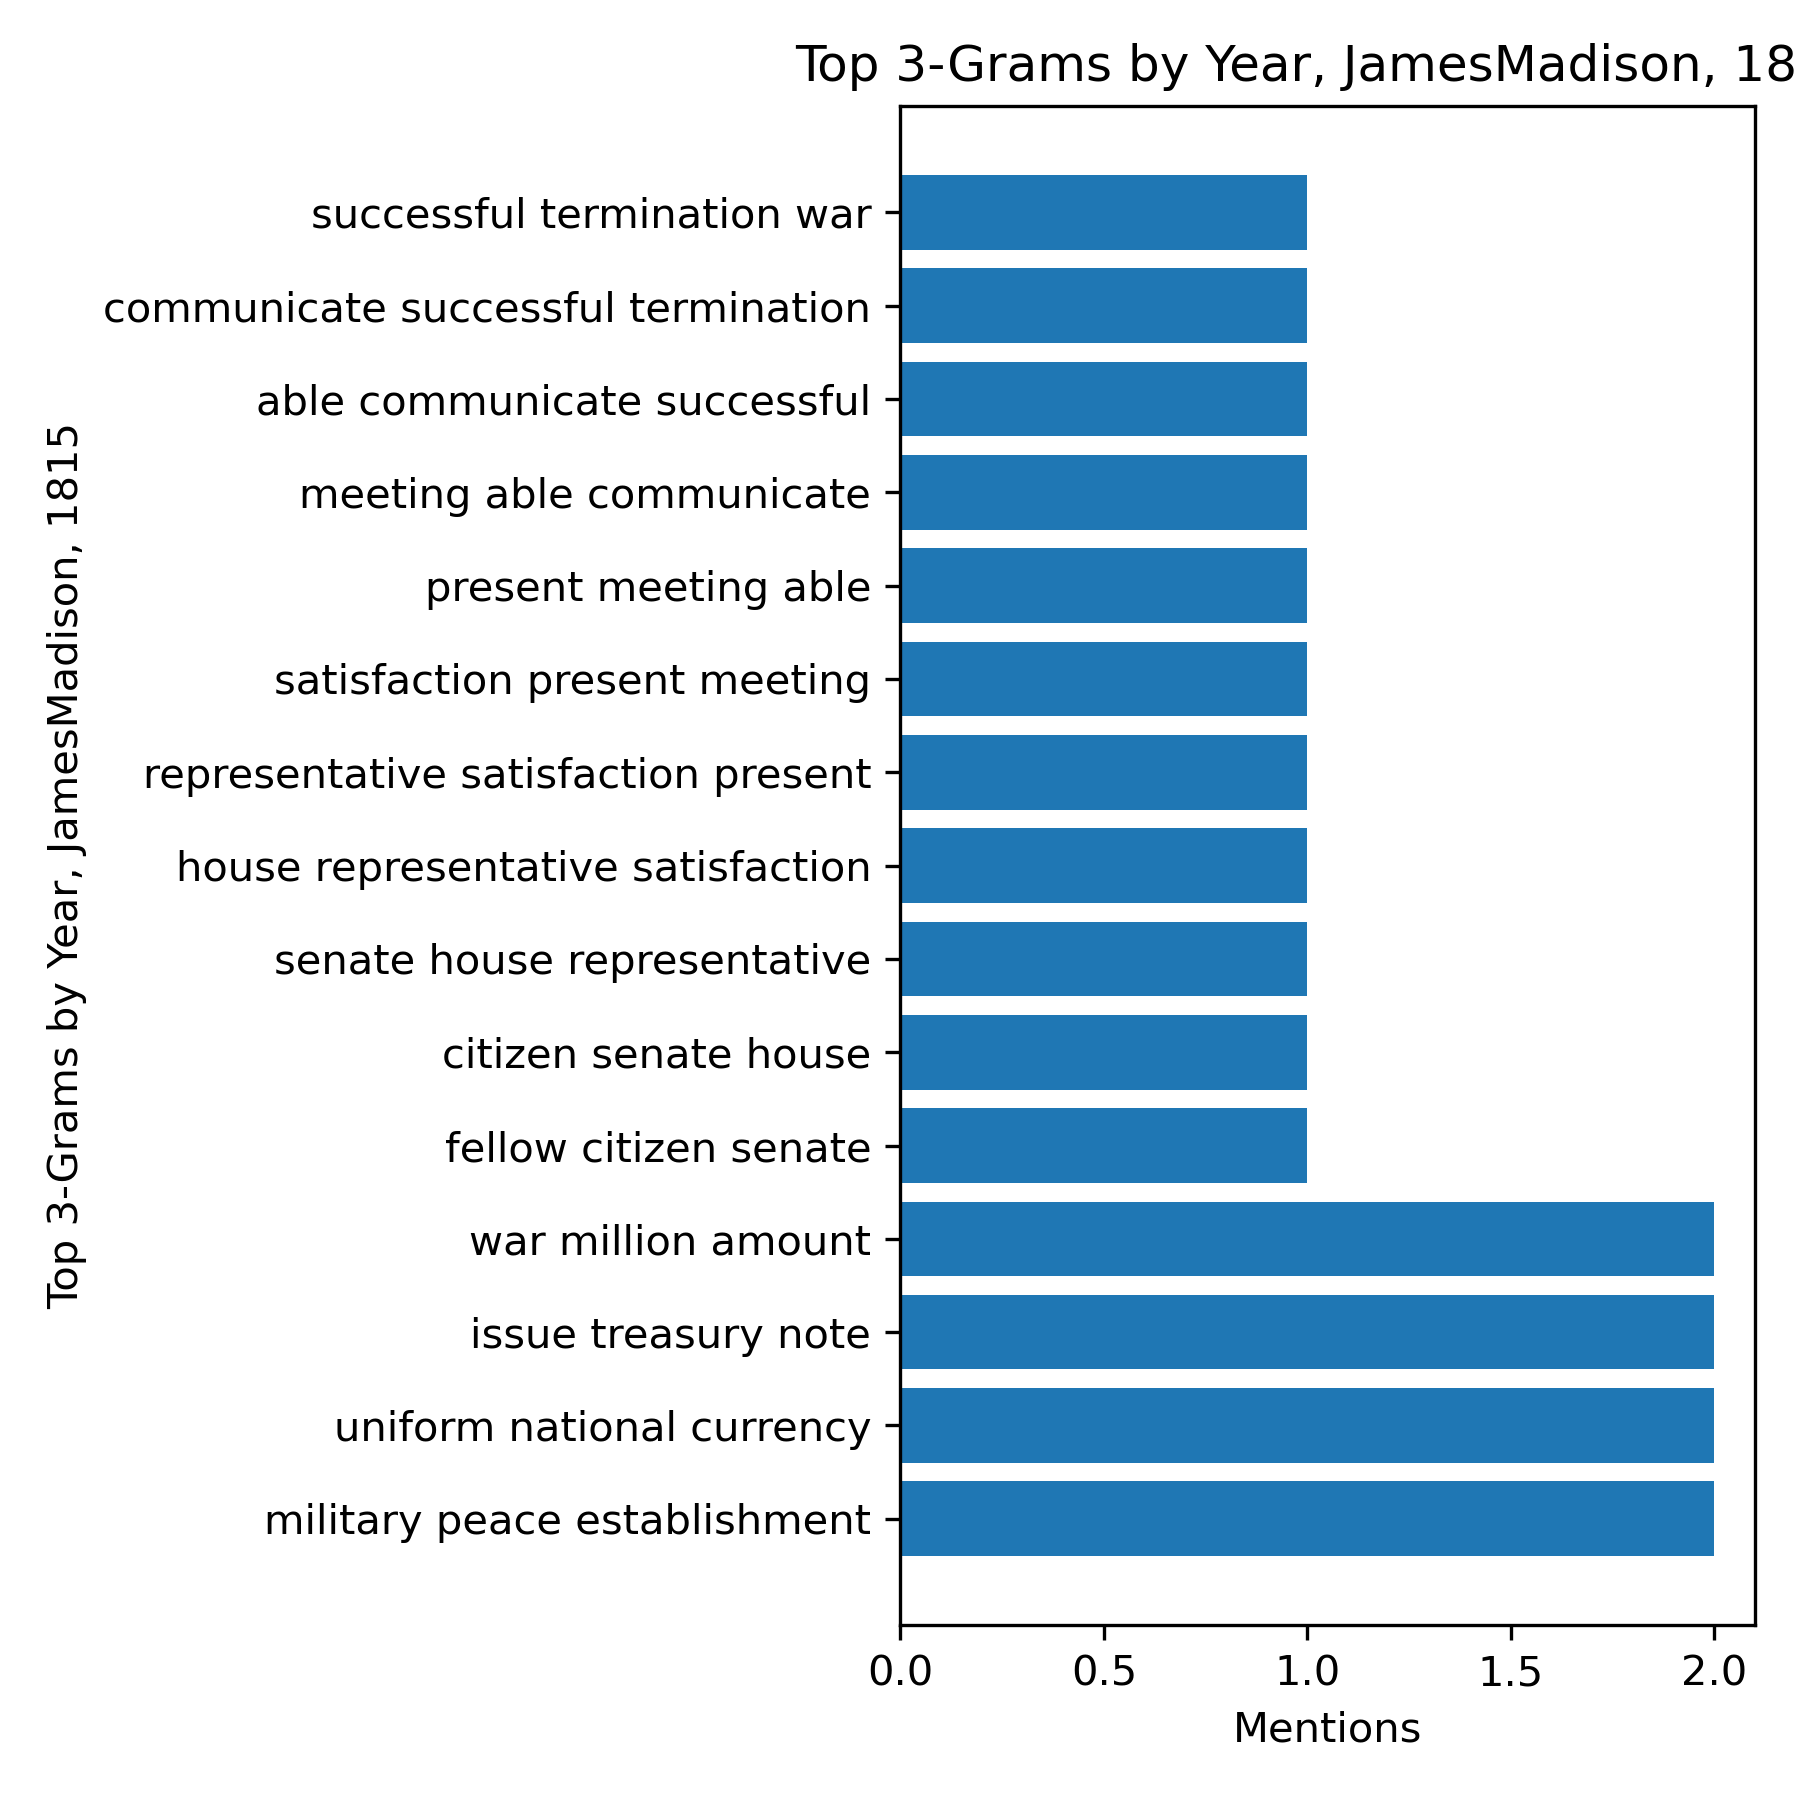 Top 3-Grams by Year, JamesMadison, 18
successful termination war
communicate successful termination
able communicate successful
meeting able communicate
present meeting able
satisfaction present meeting
representative satisfaction present
house representative satisfaction
senate house representative
citizen senate house
fellow citizen senate
war million amount
issue treasury note
uniform national currency
military peace establishment
Top 3-Grams by Year, JamesMadison, 1815
0.0 0.5 1.0 1.5 2.0
Mentions